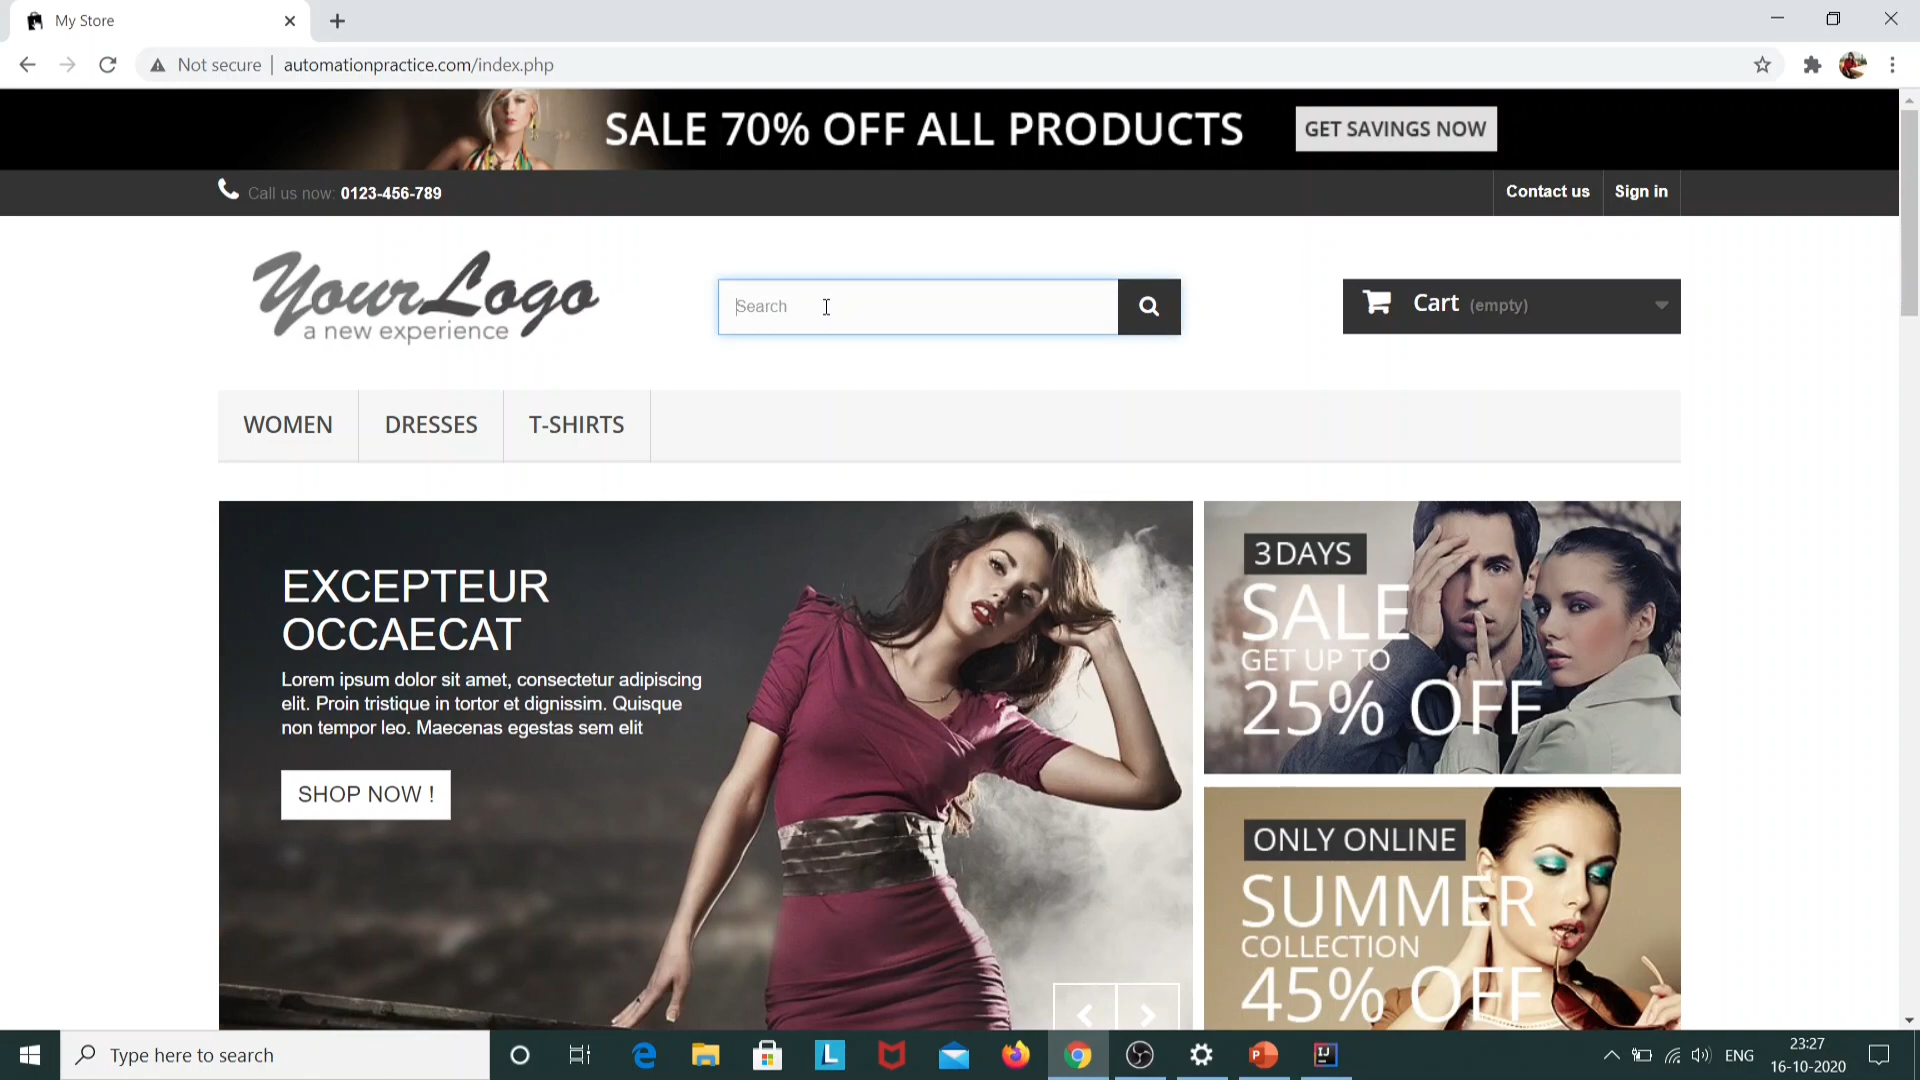 My Store
Not secure
automationpractice.com/index.php
SALE 70% OFF ALL PRODUCTS
GET SAVINGS NOW
Call us now: 0123-456-789
Contact us
Sign in
YourLogo
a new experience
Search
Cart (empty)
WOMEN
DRESSES
T-SHIRTS
EXCEPTEUR
OCCAECAT
Lorem ipsum dolor sit amet, consectetur adipiscing
elit. Proin tristique in tortor et dignissim. Quisque
non tempor leo. Maecenas egestas sem elit
SHOP NOW !
3 DAYS
SALE
GET UP TO
25% OFF
ONLY ONLINE
SUMMER
COLLECTION
45% OFF
Type here to search
L
P
IJ
ENG
23:27
16-10-2020